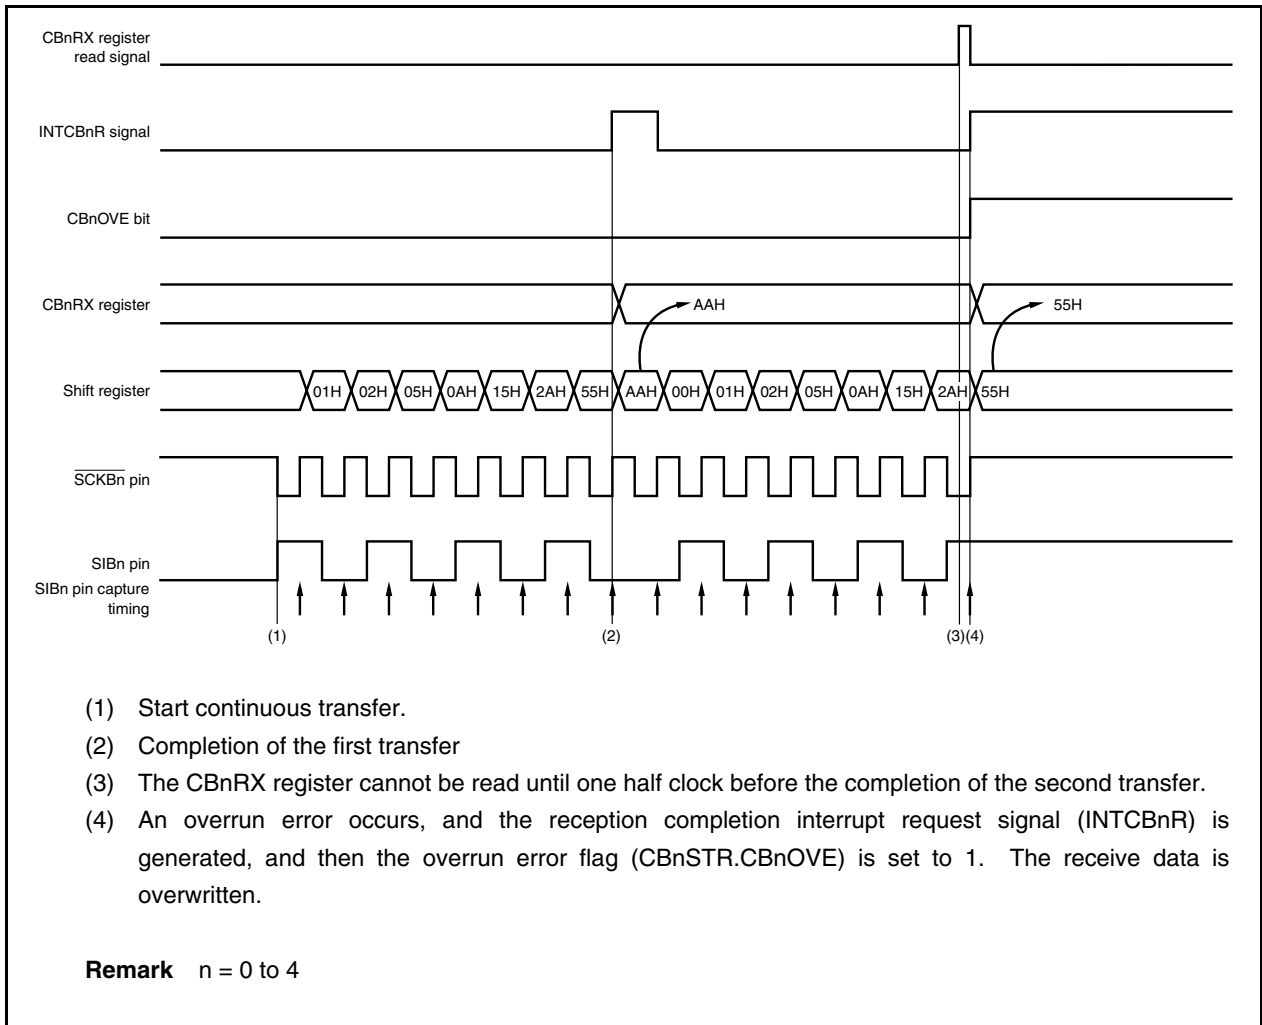 CBnRX register
read signal
INTCBnR signal
CBnOVE bit
CBnRX register
AAH
55H
Shift register
01H 02H 05H 0AH 15H 2AH 55H AAH 00H 01H 02H 05H 0AH 15H 2AH 55H
SCKBn pin
SIBn pin
SIBn pin capture
timing
(1) (2) (3) (4)
(1) Start continuous transfer.
(2) Completion of the first transfer
(3) The CBnRX register cannot be read until one half clock before the completion of the second transfer.
(4) An overrun error occurs, and the reception completion interrupt request signal (INTCBnR) is
generated, and then the overrun error flag (CBnSTR.CBnOVE) is set to 1. The receive data is
overwritten.
Remark n = 0 to 4